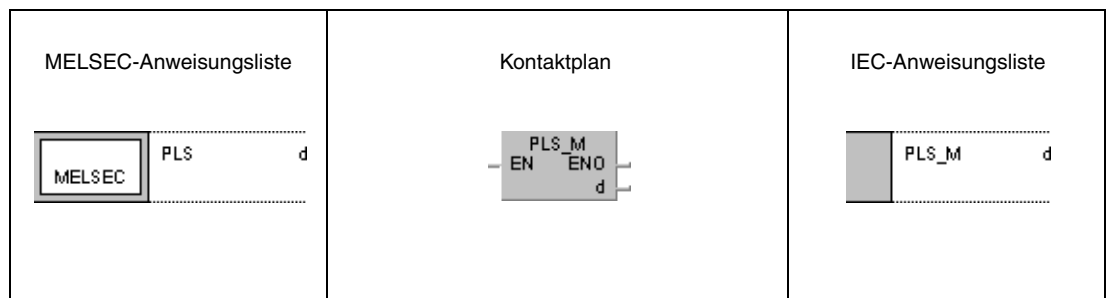 MELSEC-Anweisungsliste
MELSEC
PLS d
Kontaktplan
PLS_M
EN ENO
d
IEC-Anweisungsliste
PLS_M d